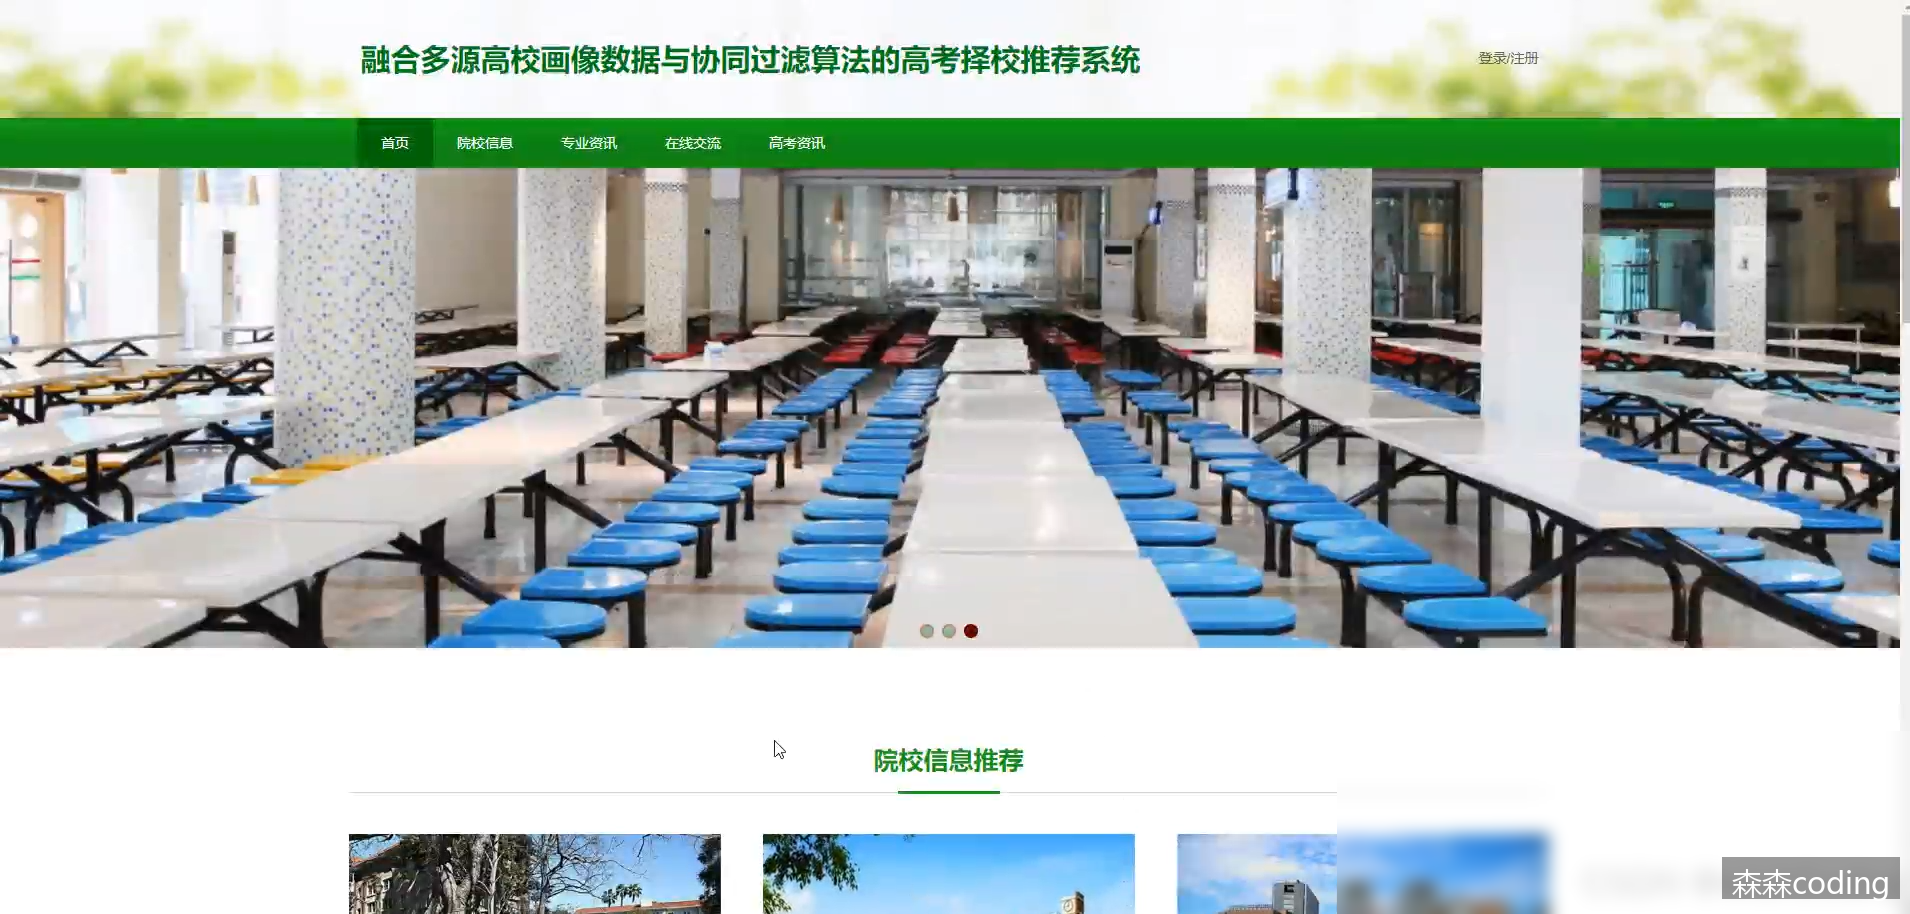 融合多源高校画像数据与协同过滤算法的高考择校推荐系统
登录/注册
首页
院校信息
专业资讯
在线交流
高考资讯
院校信息推荐
森森coding